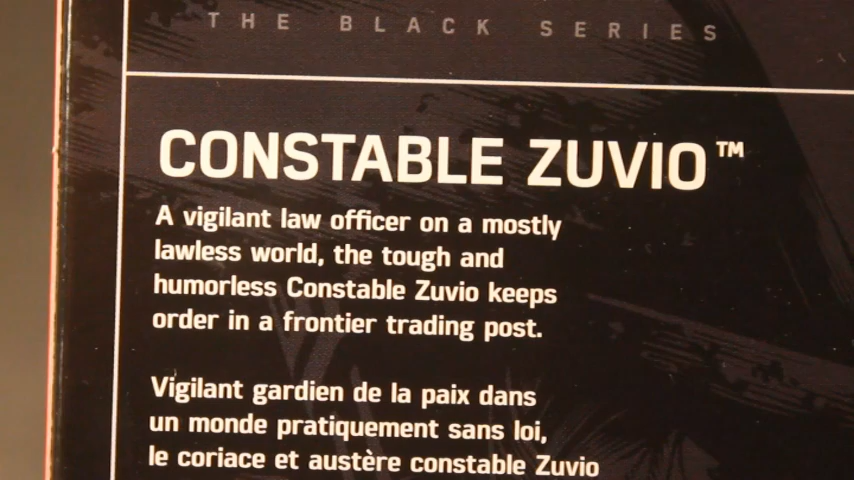 THE BLACK SERIES
CONSTABLE ZUVIO™
A vigilant law officer on a mostly
lawless world, the tough and
humorless Constable Zuvio keeps
order in a frontier trading post.
Vigilant gardien de la paix dans
un monde pratiquement sans loi,
le coriace et austère constable Zuvio